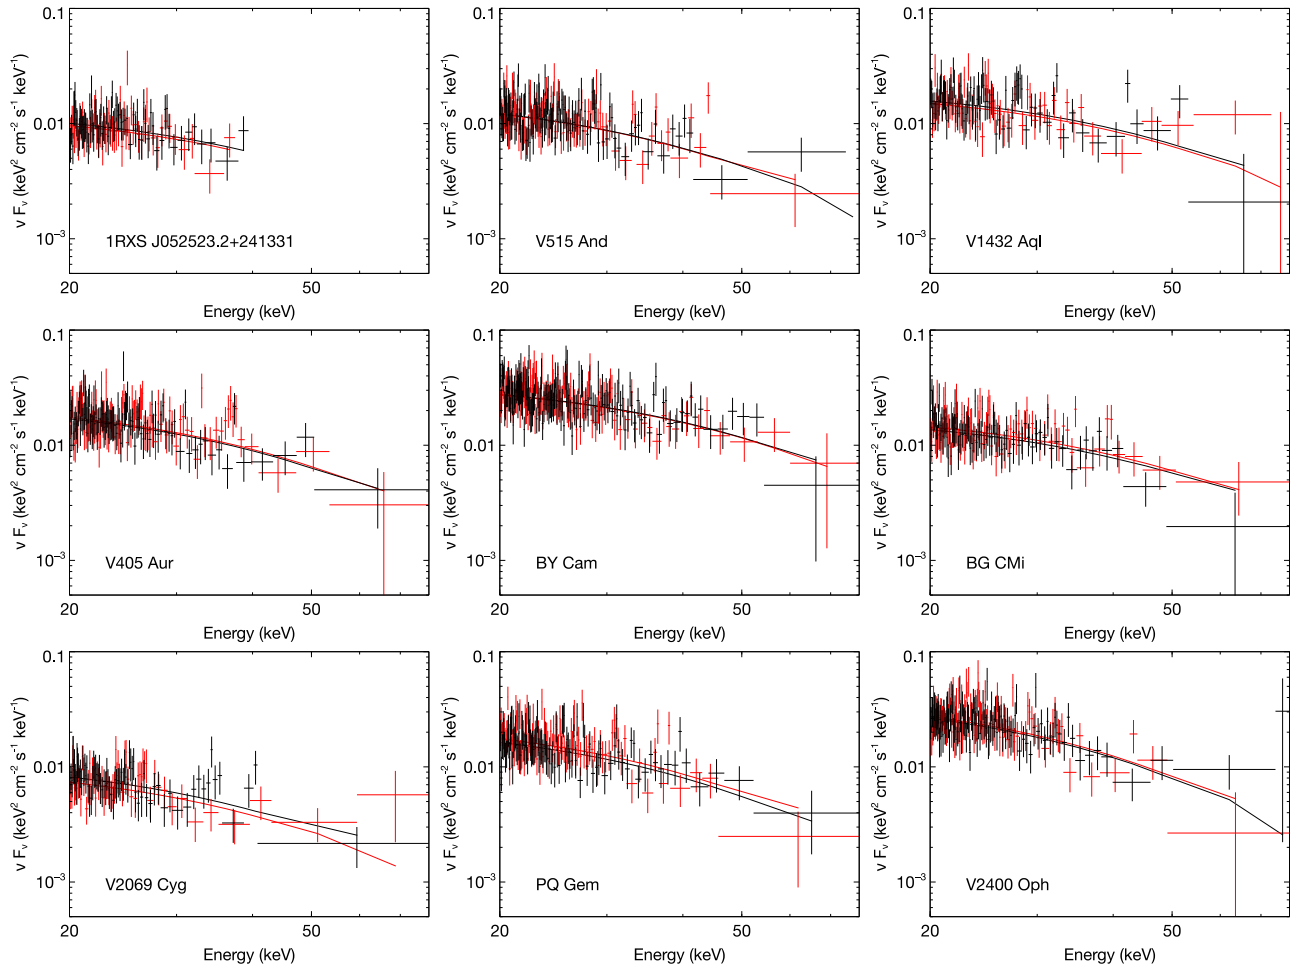 0.1
0.01
10⁻³
ν Fν (keV² cm⁻² s⁻¹ keV⁻¹)
1RXS J052523.2+241331
20
50
Energy (keV)
0.1
0.01
10⁻³
ν Fν (keV² cm⁻² s⁻¹ keV⁻¹)
V515 And
20
50
Energy (keV)
0.1
0.01
10⁻³
ν Fν (keV² cm⁻² s⁻¹ keV⁻¹)
V1432 Aql
20
50
Energy (keV)
0.1
0.01
10⁻³
ν Fν (keV² cm⁻² s⁻¹ keV⁻¹)
V405 Aur
20
50
Energy (keV)
0.1
0.01
10⁻³
ν Fν (keV² cm⁻² s⁻¹ keV⁻¹)
BY Cam
20
50
Energy (keV)
0.1
0.01
10⁻³
ν Fν (keV² cm⁻² s⁻¹ keV⁻¹)
BG CMi
20
50
Energy (keV)
0.1
0.01
10⁻³
ν Fν (keV² cm⁻² s⁻¹ keV⁻¹)
V2069 Cyg
20
50
Energy (keV)
0.1
0.01
10⁻³
ν Fν (keV² cm⁻² s⁻¹ keV⁻¹)
PQ Gem
20
50
Energy (keV)
0.1
0.01
10⁻³
ν Fν (keV² cm⁻² s⁻¹ keV⁻¹)
V2400 Oph
20
50
Energy (keV)